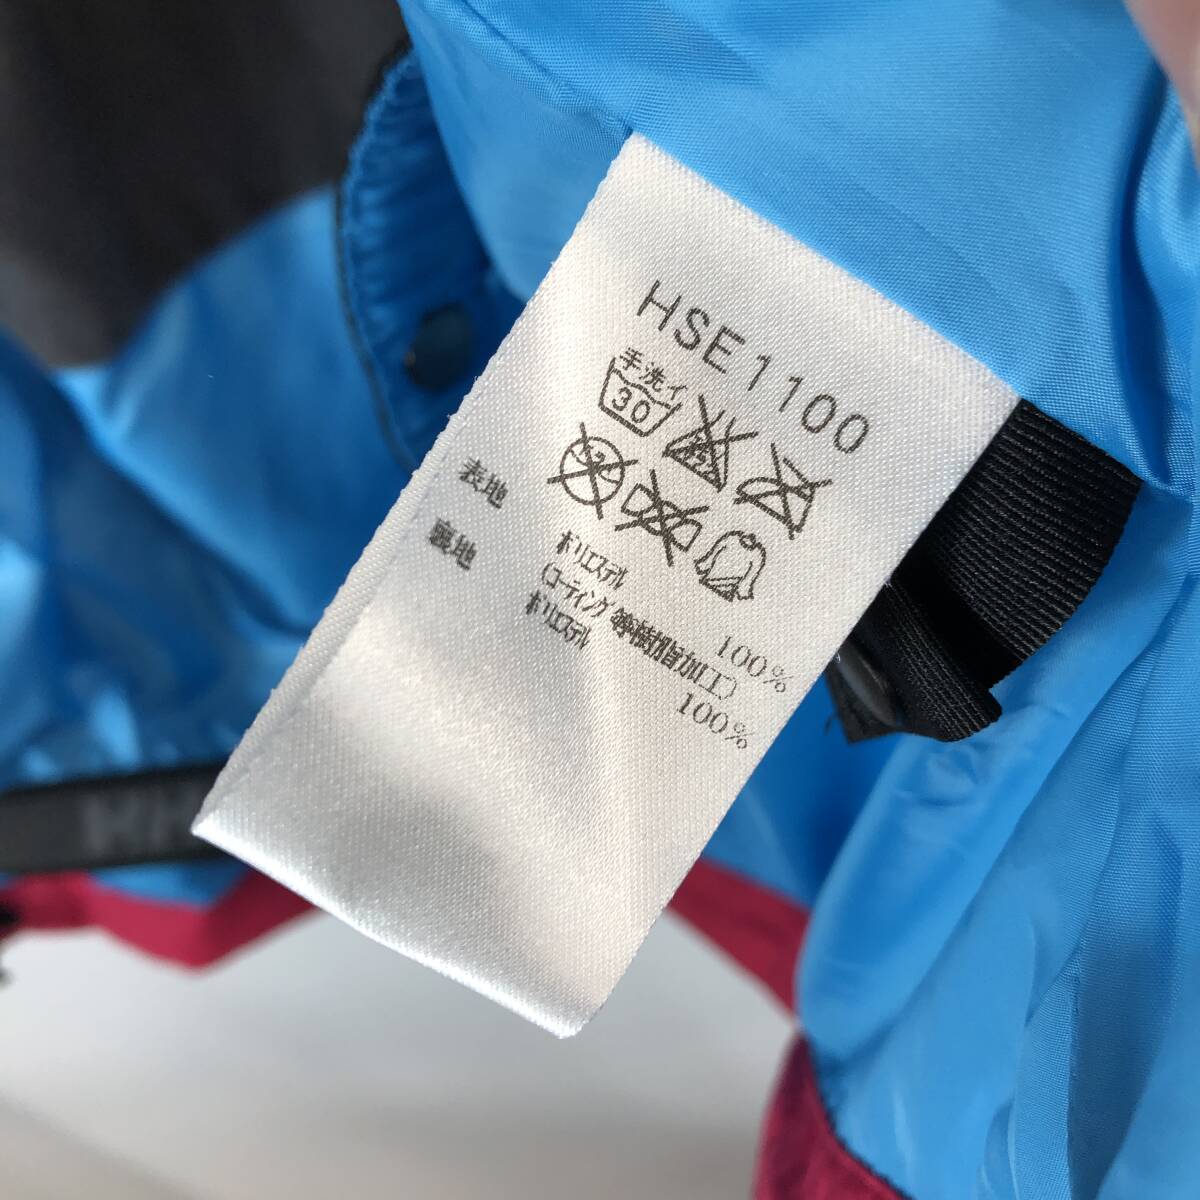 HSE1100
手洗イ
30
表地 ポリエステル 100%
(コーティング 等樹脂加工)
裏地 ポリエステル 100%
HH